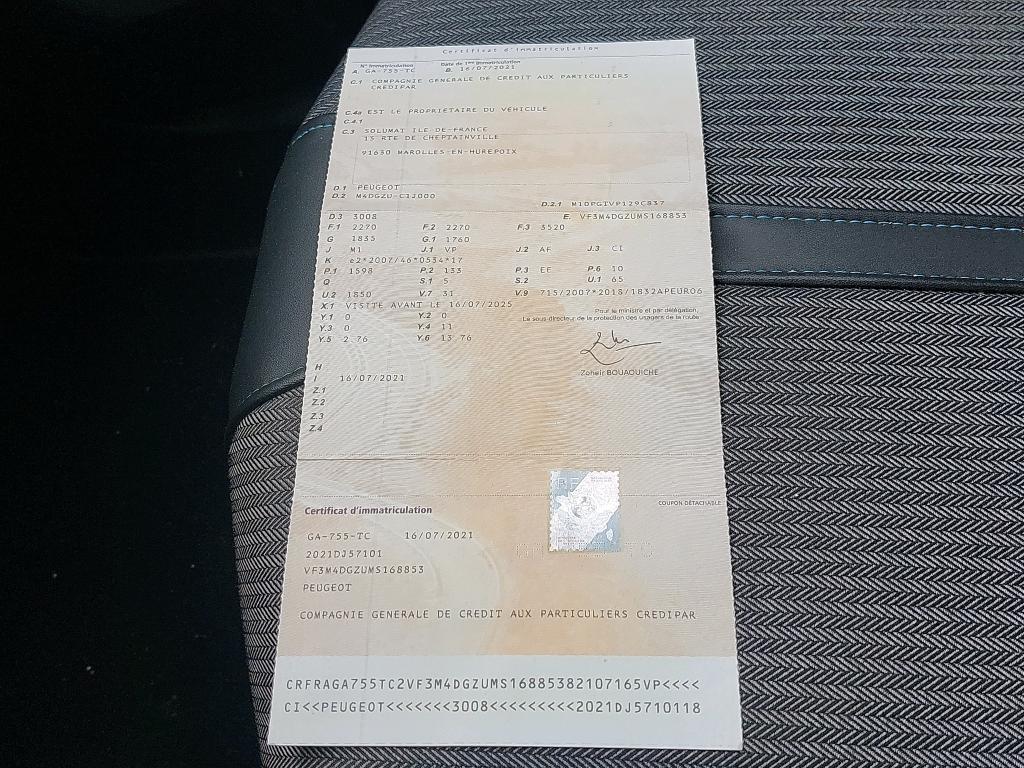 Certificat d'immatriculation
N° Immatriculation Date de 1ère immatriculation
A. GA-755-TC B. 16/07/2021
C.1 COMPAGNIE GENERALE DE CREDIT AUX PARTICULIERS
CREDIPAR
C.4a EST LE PROPRIETAIRE DU VEHICULE
C.4.1
C.3 SOLUMAT ILE-DE-FRANCE
15 RTE DE CHEPTAINVILLE
91630 MAROLLES-EN-HUREPOIX
D.1 PEUGEOT
D.2 M4DGZU-C1J000
D.2.1 M10PGTVP129C837
D.3 3008 E. VF3M4DGZUMS168853
F.1 2270 F.2 2270 F.3 3520
G 1835 G.1 1760
J M1 J.1 VP J.2 AF J.3 CI
K e2*2007/46*0534*17
P.1 1598 P.2 133 P.3 EE P.6 10
Q S.1 5 S.2 U.1 65
U.2 1850 V.7 31 V.9 715/2007*2018/1832APEURO6
X.1 VISITE AVANT LE 16/07/2025
Y.1 0 Y.2 0 Pour le ministre et par délégation,
Y.3 0 Y.4 11 Le sous-directeur de la protection des usagers de la route
Y.5 2.76 Y.6 13.76
Zoheir BOUAOUICHE
H
I 16/07/2021
Z.1
Z.2
Z.3
Z.4
COUPON DÉTACHABLE
Certificat d'immatriculation
GA-755-TC 16/07/2021
2021DJ57101
VF3M4DGZUMS168853
PEUGEOT
COMPAGNIE GENERALE DE CREDIT AUX PARTICULIERS CREDIPAR
CRFRAGA755TC2VF3M4DGZUMS16885382107165VP<<<<
CI<<PEUGEOT<<<<<<<3008<<<<<<<<<2021DJ5710118